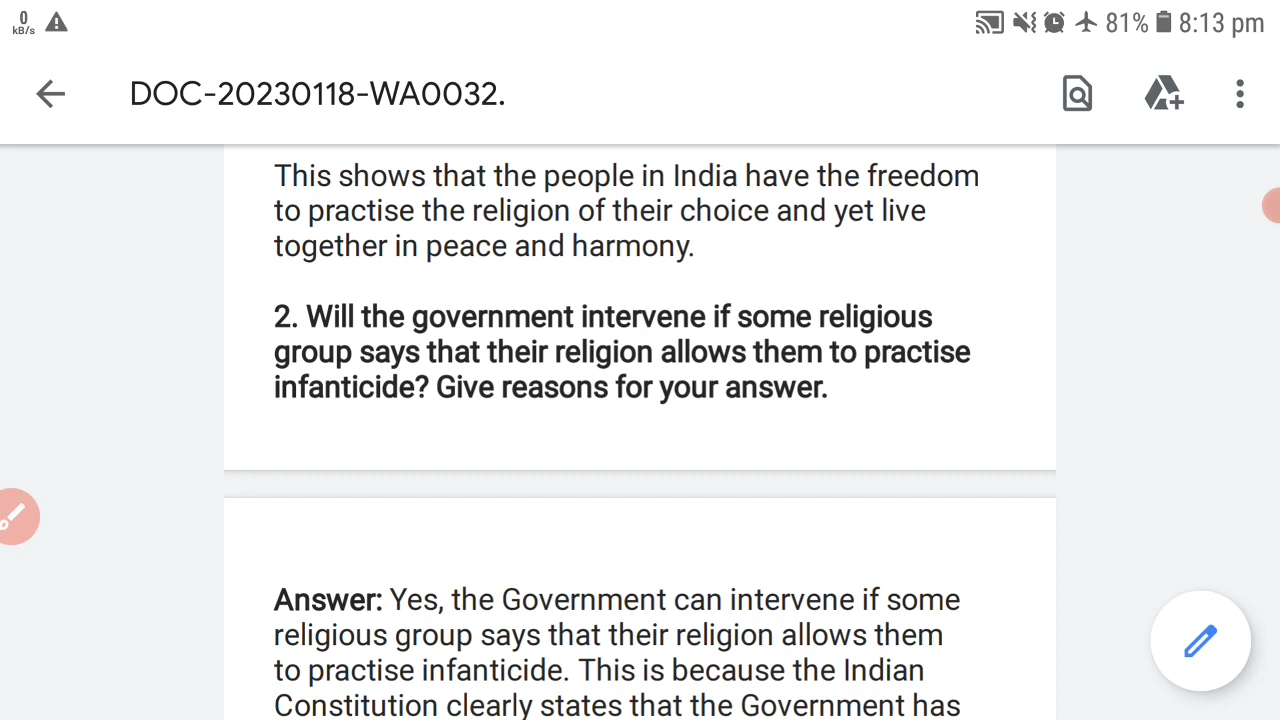 0
kB/s
81% 8:13 pm
DOC-20230118-WA0032.
This shows that the people in India have the freedom
to practise the religion of their choice and yet live
together in peace and harmony.
2. Will the government intervene if some religious
group says that their religion allows them to practise
infanticide? Give reasons for your answer.
Answer: Yes, the Government can intervene if some
religious group says that their religion allows them
to practise infanticide. This is because the Indian
Constitution clearly states that the Government has